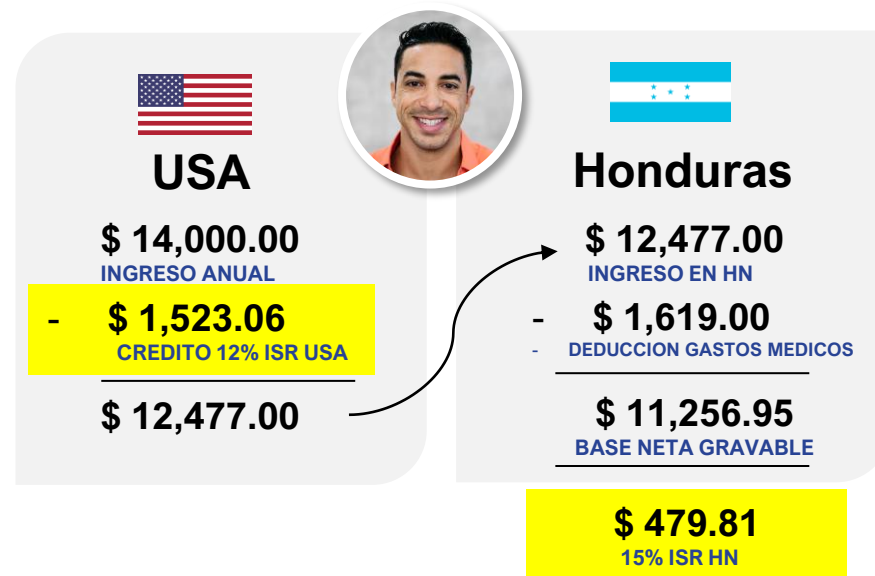 USA
$ 14,000.00
INGRESO ANUAL
- $ 1,523.06
CREDITO 12% ISR USA
$ 12,477.00
Honduras
$ 12,477.00
INGRESO EN HN
- $ 1,619.00
- DEDUCCION GASTOS MEDICOS
$ 11,256.95
BASE NETA GRAVABLE
$ 479.81
15% ISR HN